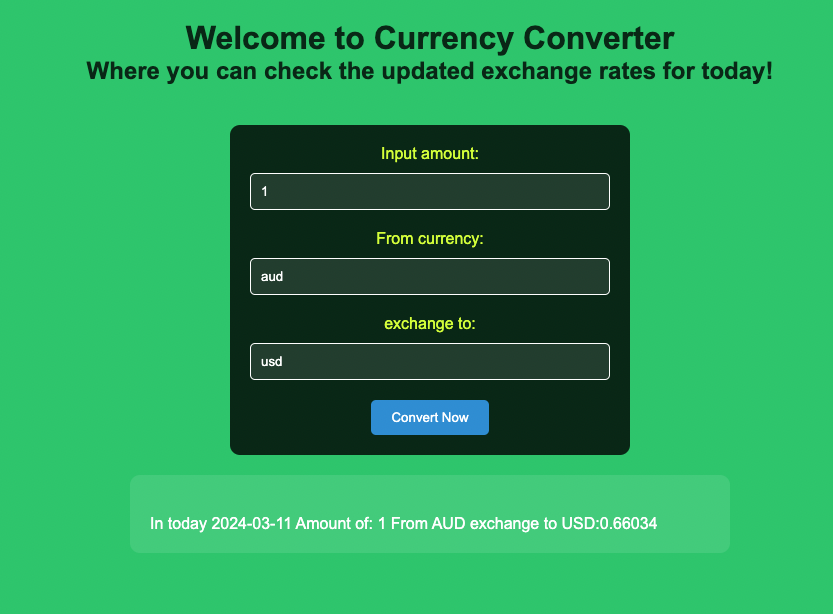 Welcome to Currency Converter
Where you can check the updated exchange rates for today!
Input amount:
1
From currency:
aud
exchange to:
usd
Convert Now
In today 2024-03-11 Amount of: 1 From AUD exchange to USD:0.66034